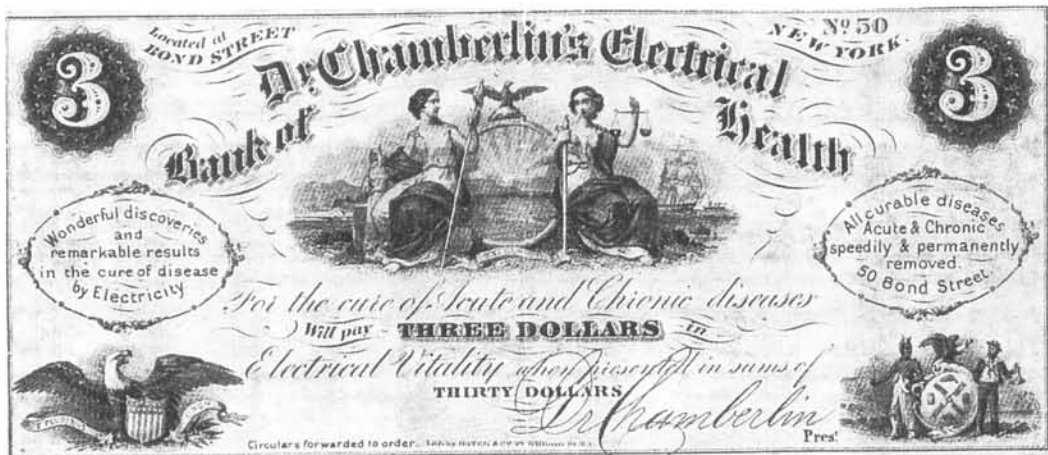 3
Located at
BOND STREET
Nº 50
NEW YORK.
3
Dr. Chamberlin's Electrical
Bank of Health
Wonderful discoveries
and
remarkable results
in the cure of disease
by Electricity
All curable diseases
Acute & Chronic
speedily & permanently
removed.
50 Bond Street
For the cure of Acute and Chronic diseases
Will pay THREE DOLLARS in
Electrical Vitality when presented in sums of
THIRTY DOLLARS
Dr Chamberlin
Pres!
Circulars forwarded to order.